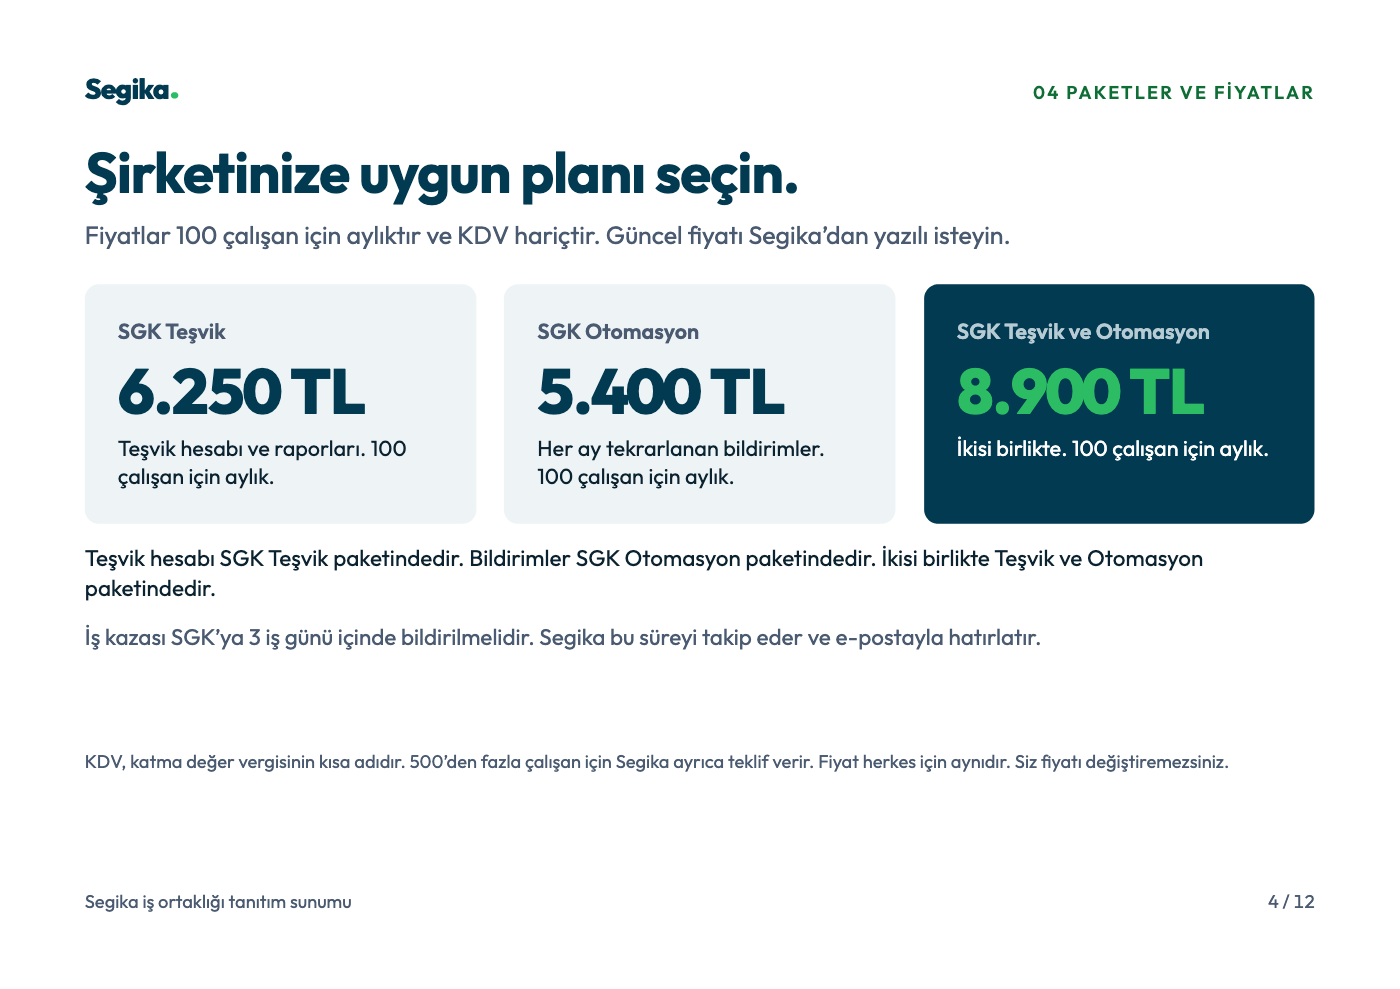 Segika.
04 PAKETLER VE FİYATLAR
Şirketinize uygun planı seçin.
Fiyatlar 100 çalışan için aylıktır ve KDV hariçtir. Güncel fiyatı Segika’dan yazılı isteyin.
SGK Teşvik
6.250 TL
Teşvik hesabı ve raporları. 100
çalışan için aylık.
SGK Otomasyon
5.400 TL
Her ay tekrarlanan bildirimler.
100 çalışan için aylık.
SGK Teşvik ve Otomasyon
8.900 TL
İkisi birlikte. 100 çalışan için aylık.
Teşvik hesabı SGK Teşvik paketindedir. Bildirimler SGK Otomasyon paketindedir. İkisi birlikte Teşvik ve Otomasyon
paketindedir.
İş kazası SGK’ya 3 iş günü içinde bildirilmelidir. Segika bu süreyi takip eder ve e-postayla hatırlatır.
KDV, katma değer vergisinin kısa adıdır. 500’den fazla çalışan için Segika ayrıca teklif verir. Fiyat herkes için aynıdır. Siz fiyatı değiştiremezsiniz.
Segika iş ortaklığı tanıtım sunumu
4 / 12